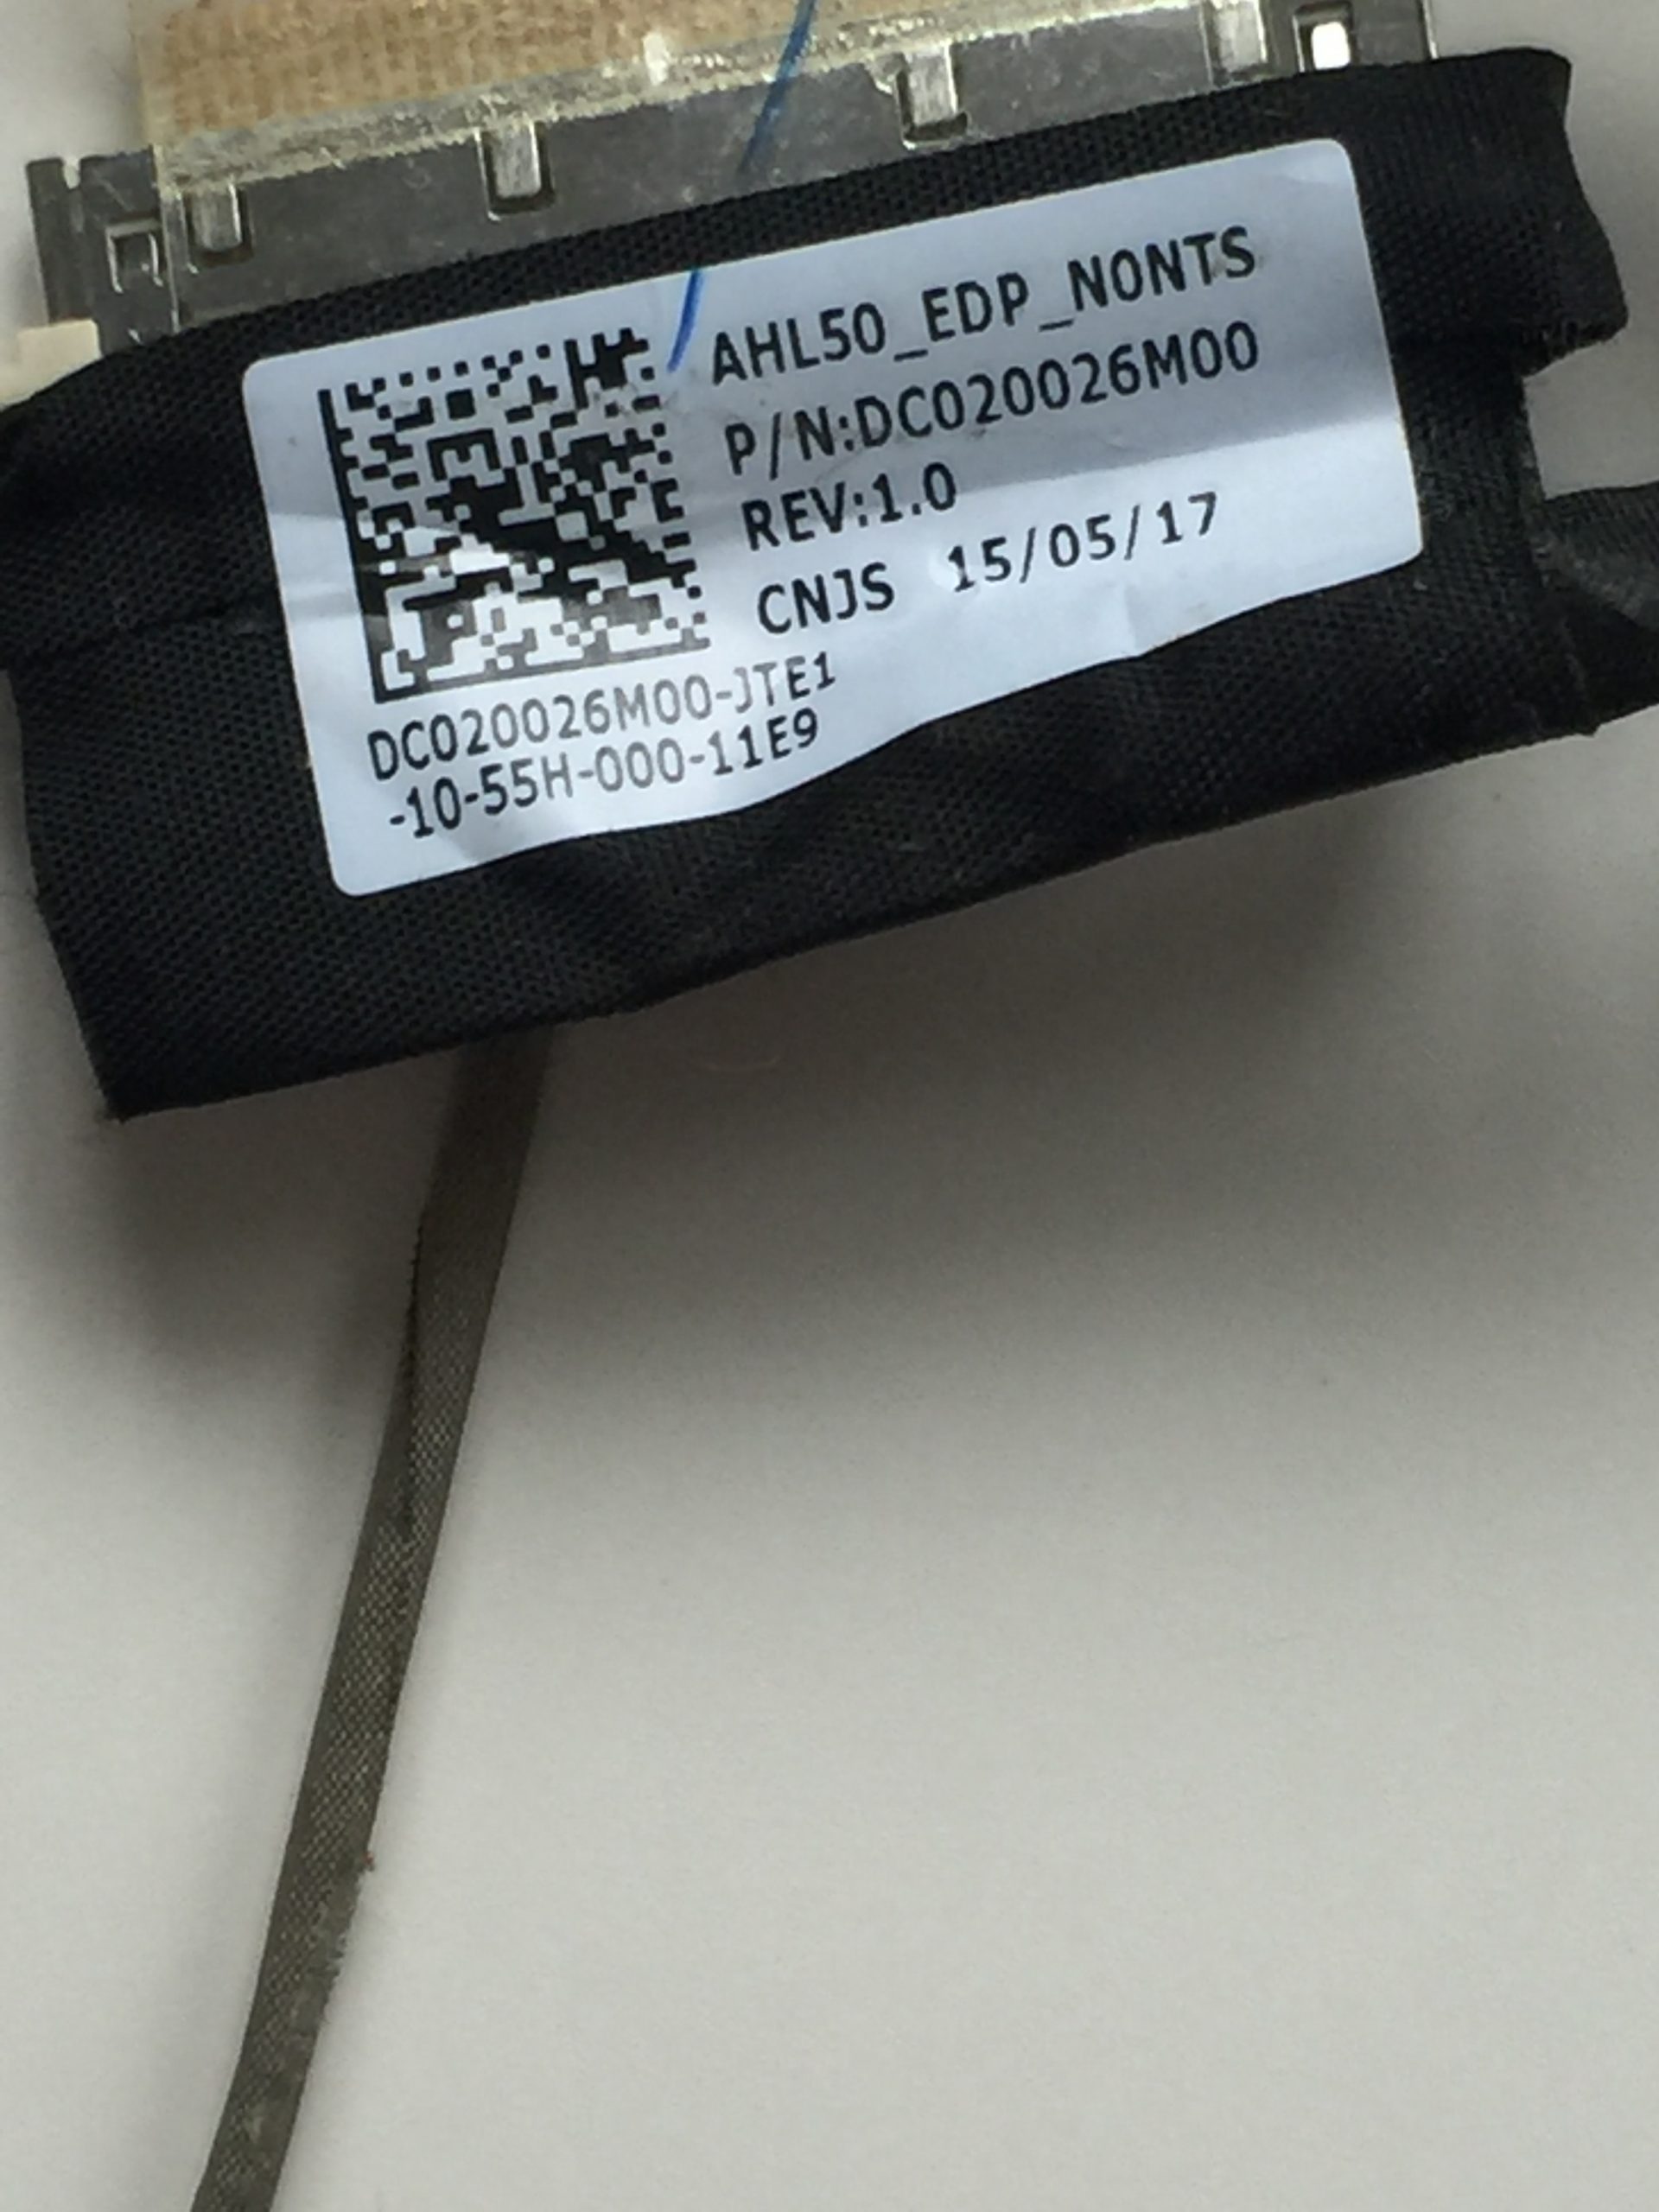 AHL50_EDP_NONTS
P/N:DC020026M00
REV:1.0
CNJS 15/05/17
DC020026M00-JTE1
-10-55H-000-11E9